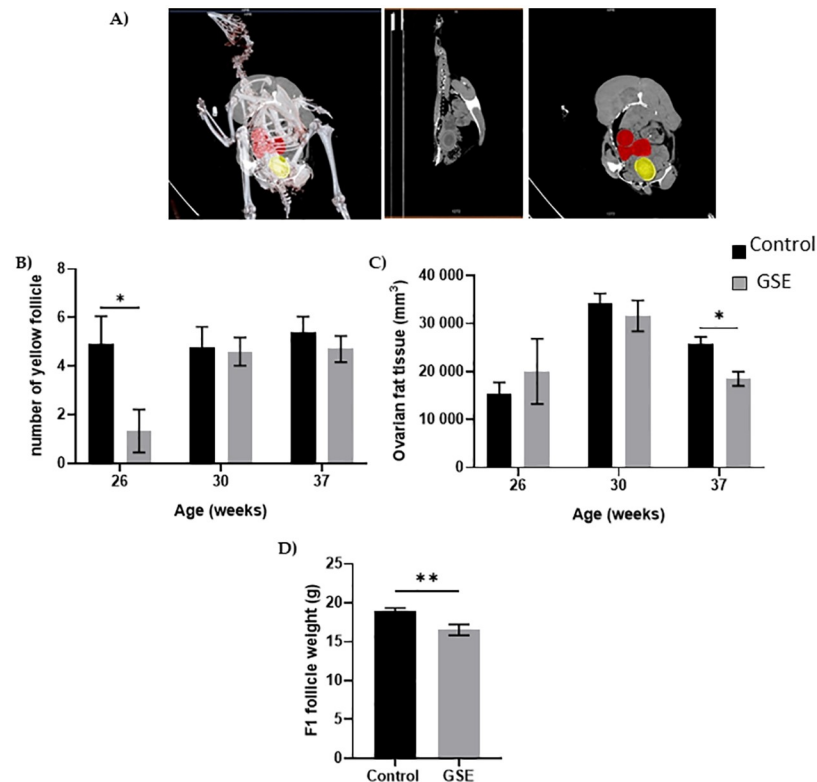 A)
B)
C)
Control
GSE
number of yellow follicle
8
6
4
2
0
*
26
30
37
Age (weeks)
Ovarian fat tissue (mm³)
40 000
30 000
20 000
10 000
0
*
26
30
37
Age (weeks)
D)
F1 follicle weight (g)
25
20
15
10
5
0
**
Control
GSE